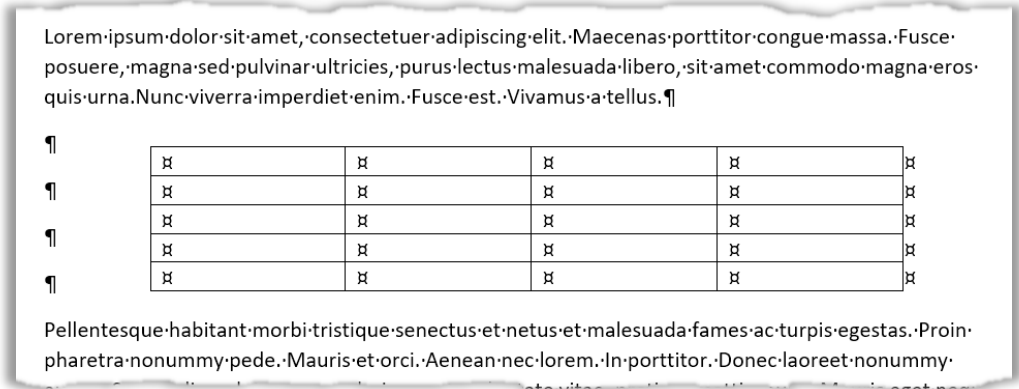 Lorem·ipsum·dolor·sit·amet,·consectetuer·adipiscing·elit.·Maecenas·porttitor·congue·massa.·Fusce·
posuere,·magna·sed·pulvinar·ultricies,·purus·lectus·malesuada·libero,·sit·amet·commodo·magna·eros·
quis·urna.Nunc·viverra·imperdiet·enim.·Fusce·est.·Vivamus·a·tellus.¶
¶
¤ ¤ ¤ ¤ ¤
¶
¤ ¤ ¤ ¤ ¤
¤ ¤ ¤ ¤ ¤
¶
¤ ¤ ¤ ¤ ¤
¶
¤ ¤ ¤ ¤ ¤
Pellentesque·habitant·morbi·tristique·senectus·et·netus·et·malesuada·fames·ac·turpis·egestas.·Proin·
pharetra·nonummy·pede.·Mauris·et·orci.·Aenean·nec·lorem.·In·porttitor.·Donec·laoreet·nonummy·